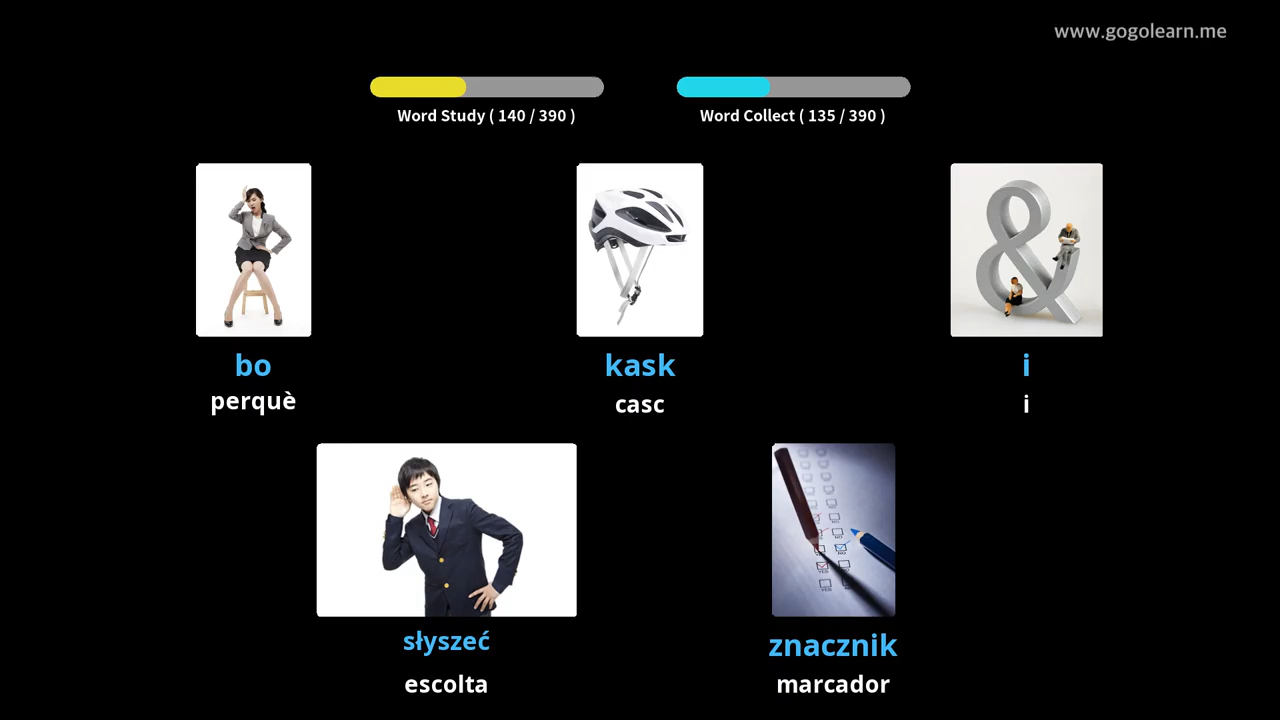 www.gogolearn.me
Word Study ( 140 / 390 )
Word Collect ( 135 / 390 )
&
bo
perquè
kask
casc
i
i
słyszeć
escolta
znacznik
marcador